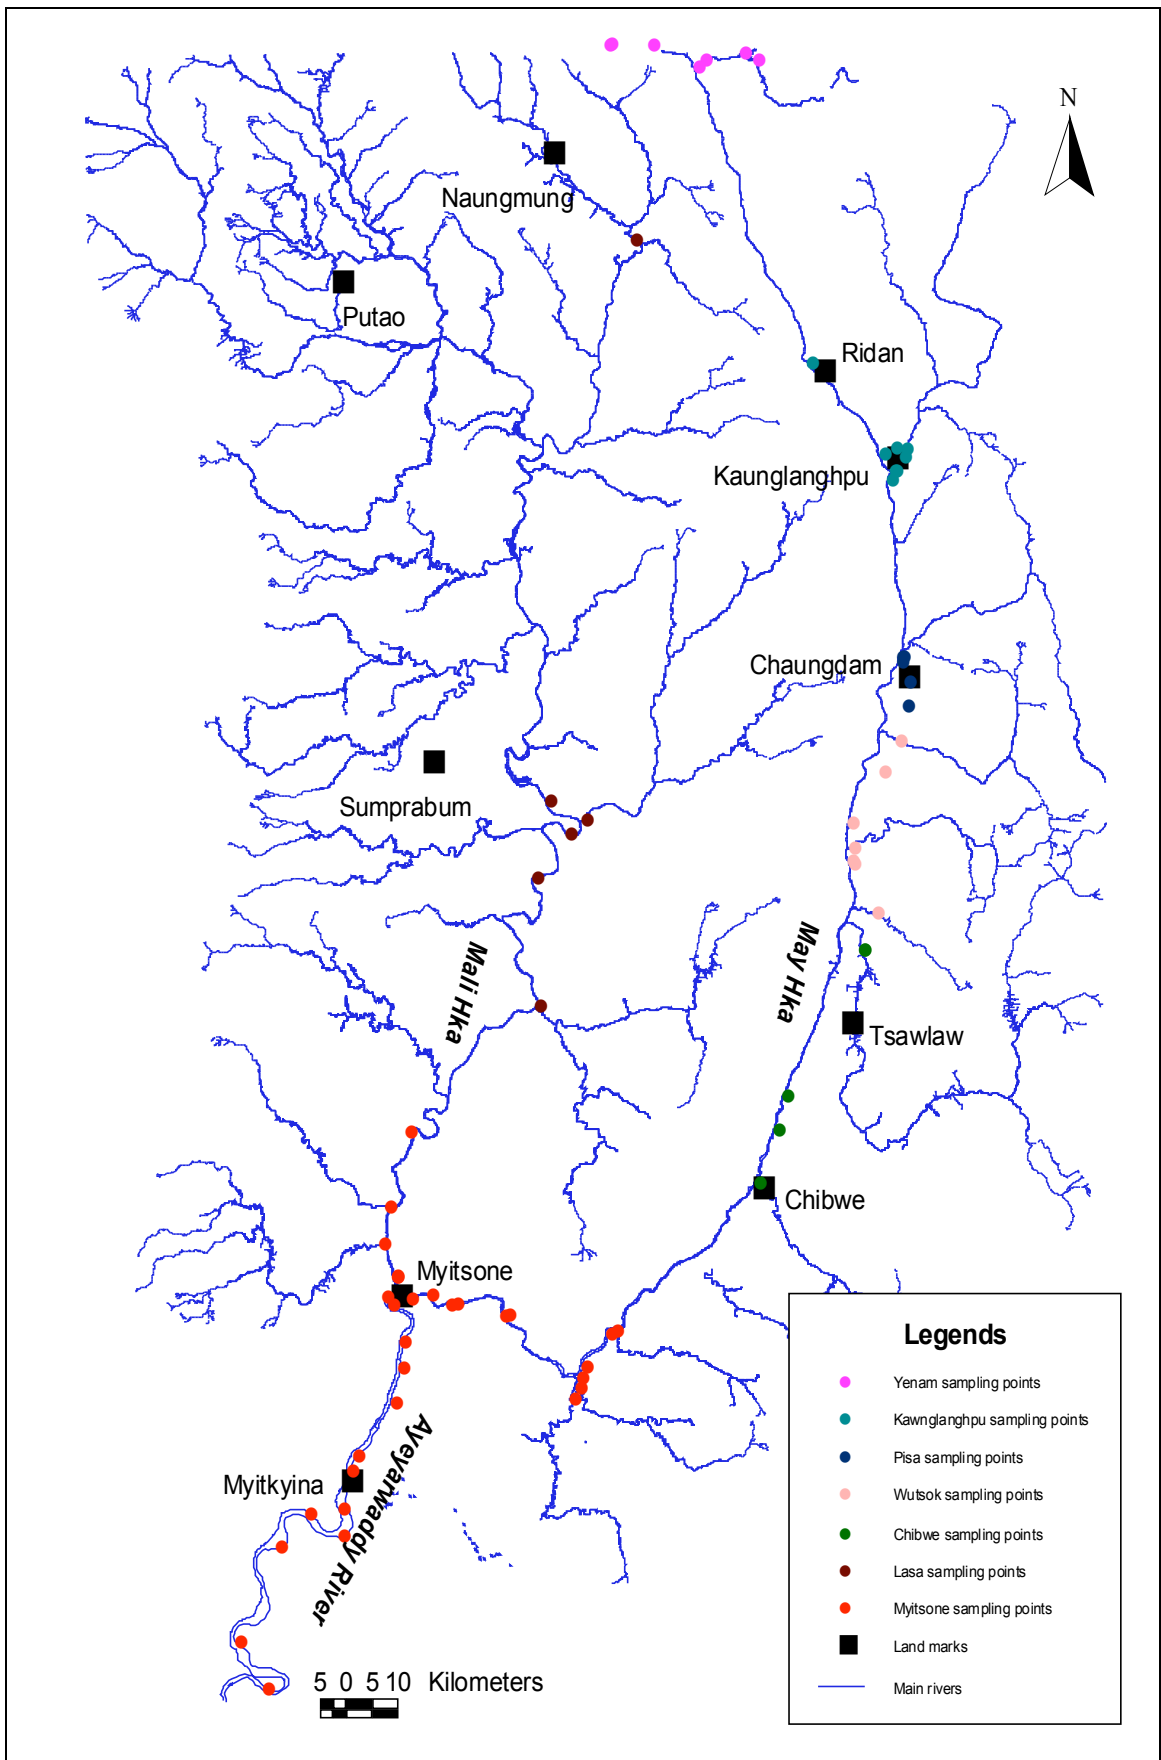 N
Naungmung
Putao
Ridan
Kaunglanghpu
Chaungdam
Sumprabum
Mali Hka
May Hka
Tsawlaw
Chibwe
Myitsone
Myitkyina
Ayeyarwaddy River
5 0 5 10 Kilometers
Legends
Yenam sampling points
Kawnglanghpu sampling points
Pisa sampling points
Wutsok sampling points
Chibwe sampling points
Lasa sampling points
Myitsone sampling points
Land marks
Main rivers